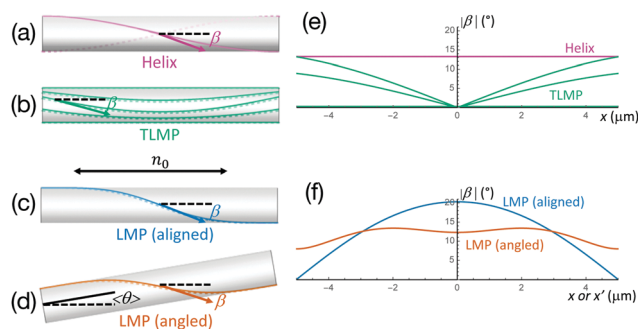 (a)
β
Helix
(b)
β
TLMP
n₀
(c)
β
LMP (aligned)
(d)
<θ>
β
LMP (angled)
(e)
|β| (°)
20
15
10
5
Helix
TLMP
-4
-2
0
2
4
x (μm)
(f)
|β| (°)
20
15
10
5
LMP (aligned)
LMP (angled)
-4
-2
0
2
4
x or x′ (μm)